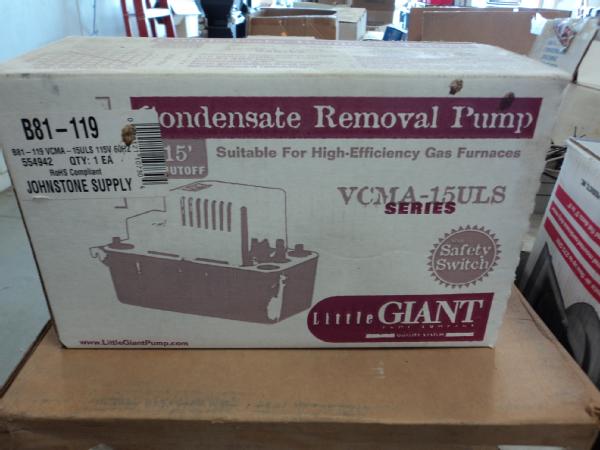 Condensate Removal Pump
B81-119
B81-119 VCMA-15ULS 115V 60HZ
554942 QTY: 1 EA
RoHS Compliant
JOHNSTONE SUPPLY
15'
CUTOFF
Suitable For High-Efficiency Gas Furnaces
VCMA-15ULS
SERIES
Safety
Switch
Little GIANT
www.LittleGiantPump.com